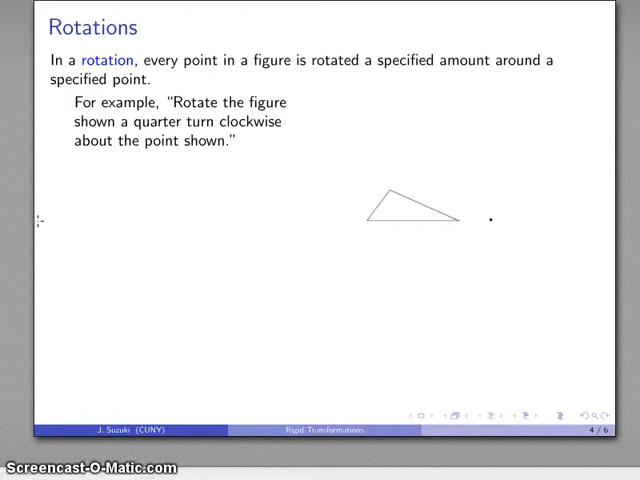 Rotations
In a rotation, every point in a figure is rotated a specified amount around a
specified point.
For example, “Rotate the figure
shown a quarter turn clockwise
about the point shown.”
J. Suzuki (CUNY)
Rigid Transformations
4 / 6
Screencast-O-Matic.com